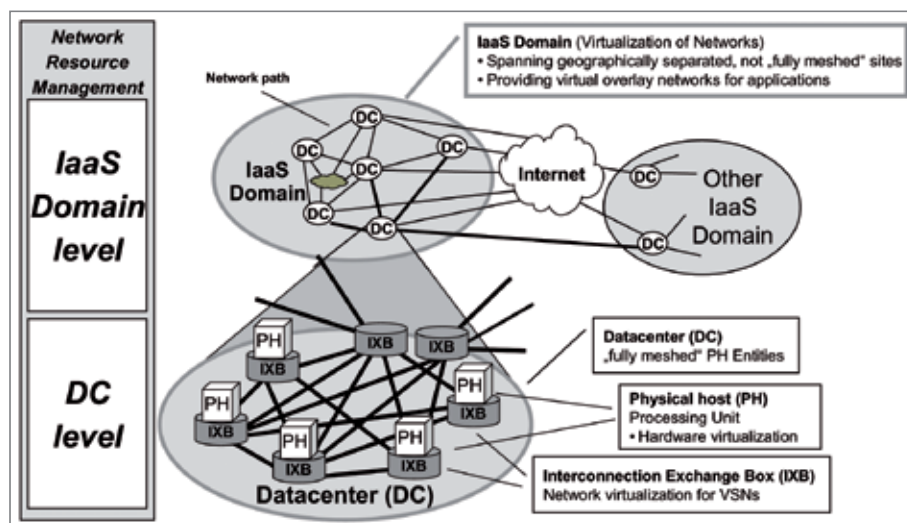 Network
Resource
Management
IaaS
Domain
level
DC
level
IaaS Domain (Virtualization of Networks)
• Spanning geographically separated, not „fully meshed" sites
• Providing virtual overlay networks for applications
Network path
DC
DC
DC
DC
DC
DC
IaaS
Domain
Internet
DC
DC
Other
IaaS
Domain
IXB
IXB
PH
IXB
PH
IXB
PH
IXB
PH
IXB
PH
IXB
Datacenter (DC)
Datacenter (DC)
„fully meshed" PH Entities
Physical host (PH)
Processing Unit
• Hardware virtualization
Interconnection Exchange Box (IXB)
Network virtualization for VSNs